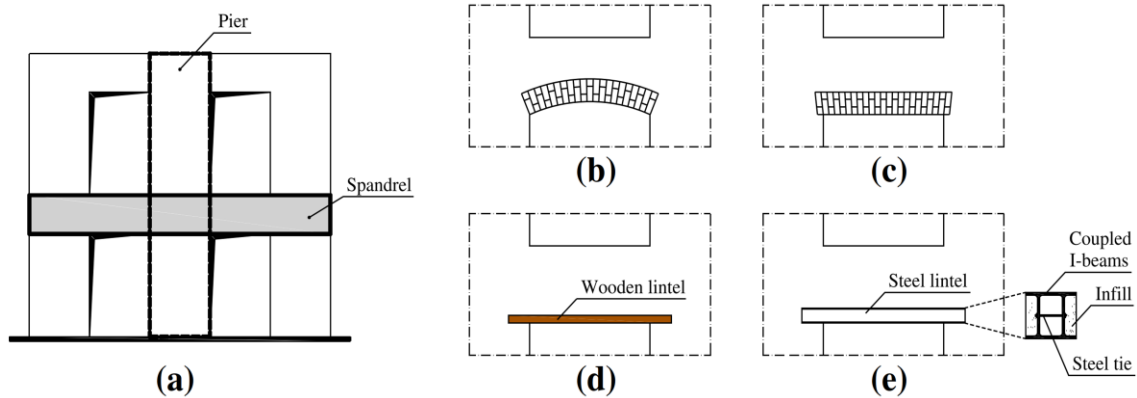 Pier
Spandrel
(a)
(b)
(c)
Wooden lintel
(d)
Steel lintel
Coupled
I-beams
Infill
Steel tie
(e)